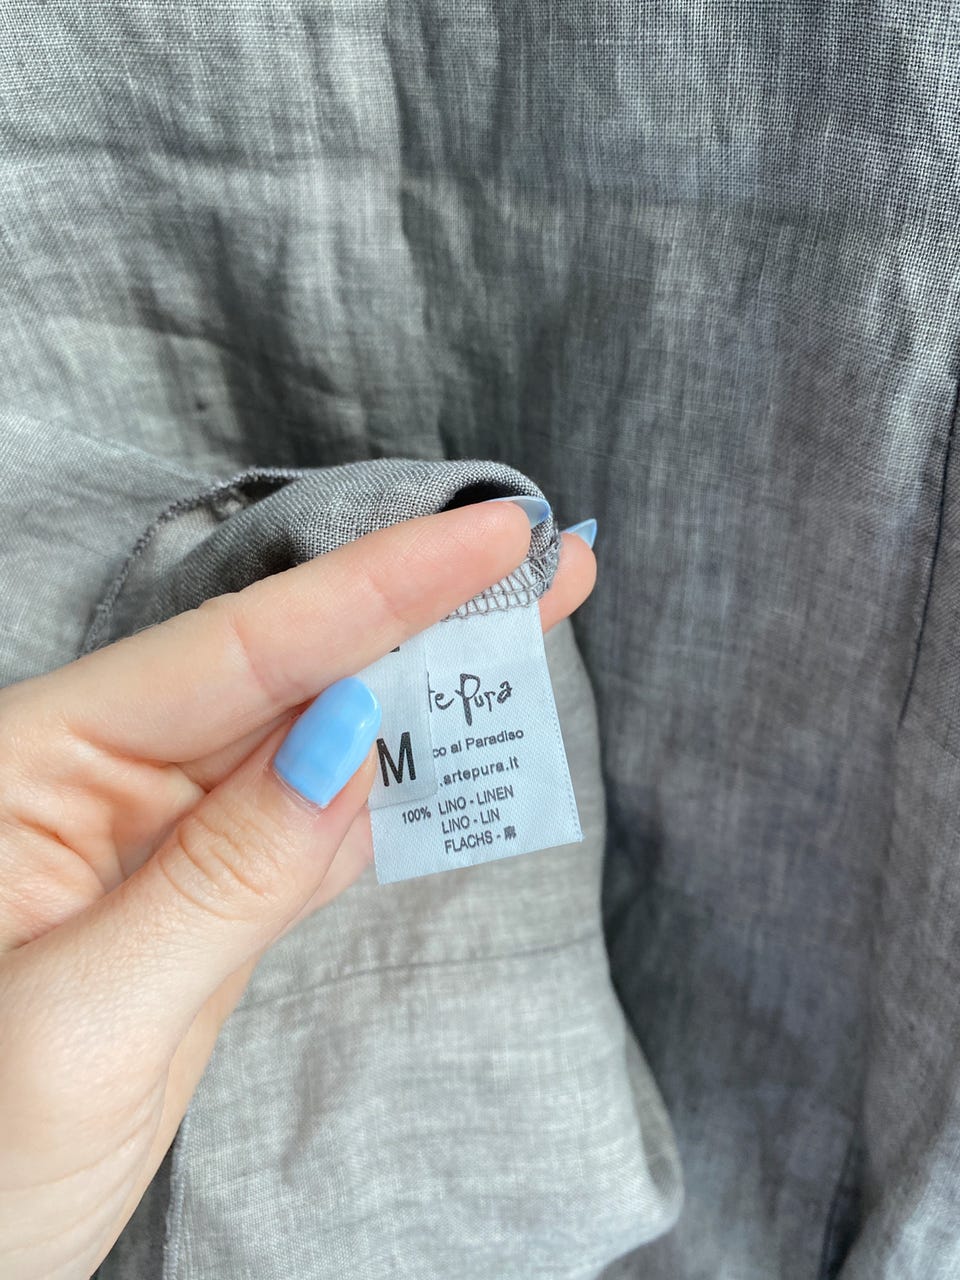 te Pura
M
co al Paradiso
.artepura.it
100% LINO - LINEN
LINO - LIN
FLACHS - 麻